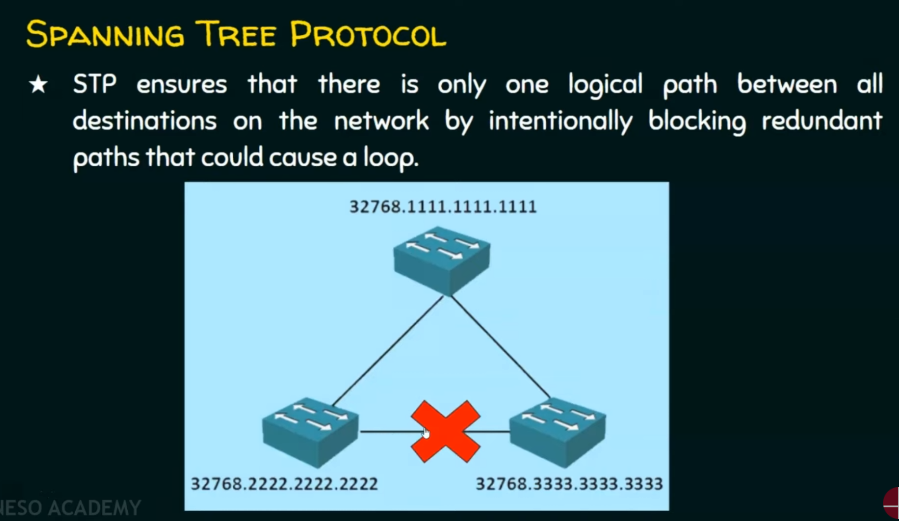 SPANNING TREE PROTOCOL
★ STP ensures that there is only one logical path between all
destinations on the network by intentionally blocking redundant
paths that could cause a loop.
32768.1111.1111.1111
32768.2222.2222.2222
32768.3333.3333.3333
NESO ACADEMY